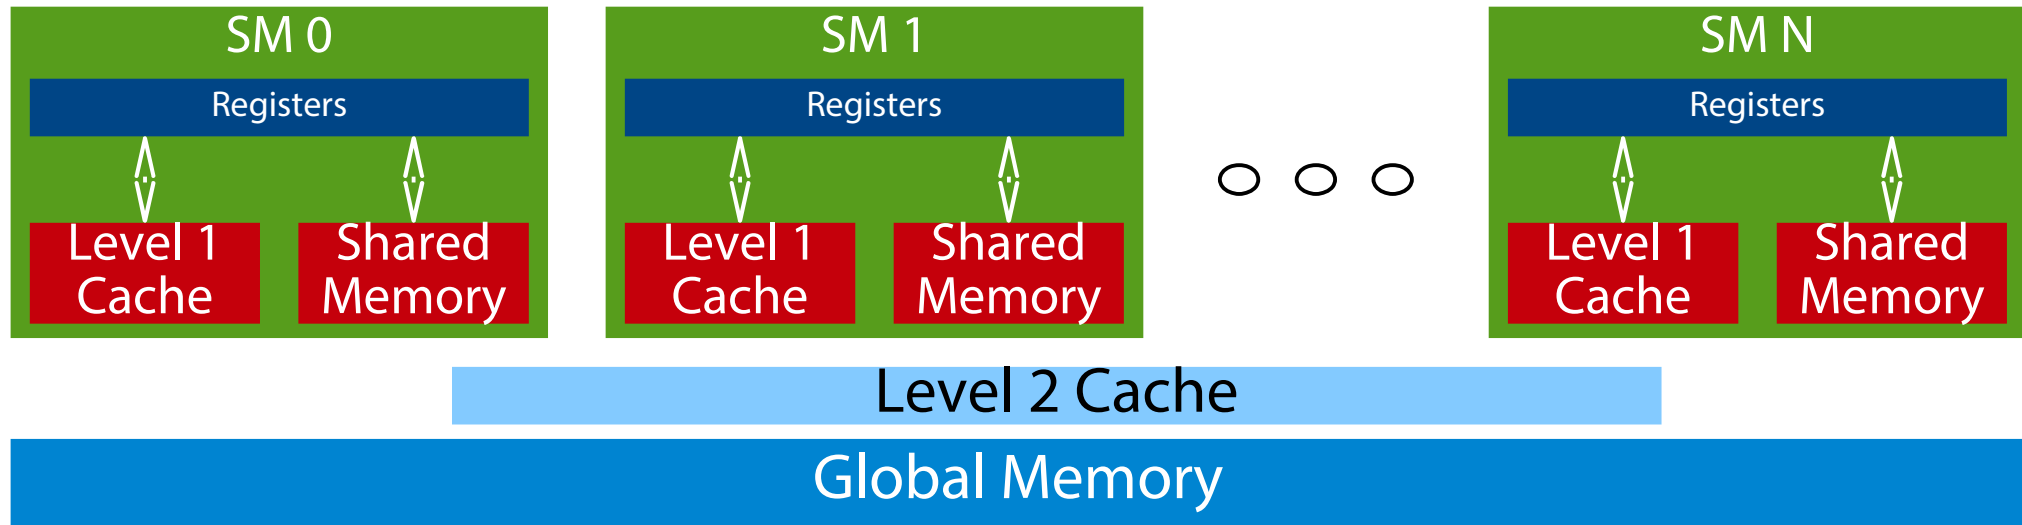 SM 0
Registers
Level 1
Cache
Shared
Memory
SM 1
Registers
Level 1
Cache
Shared
Memory
SM N
Registers
Level 1
Cache
Shared
Memory
Level 2 Cache
Global Memory